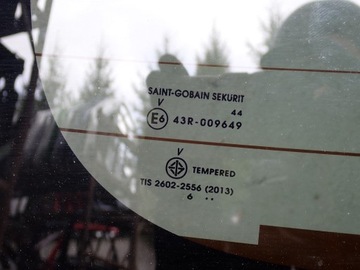 SAINT-GOBAIN SEKURIT
V 44
E6 43R-009649
V
TEMPERED
TIS 2602-2556 (2013)
6 ..